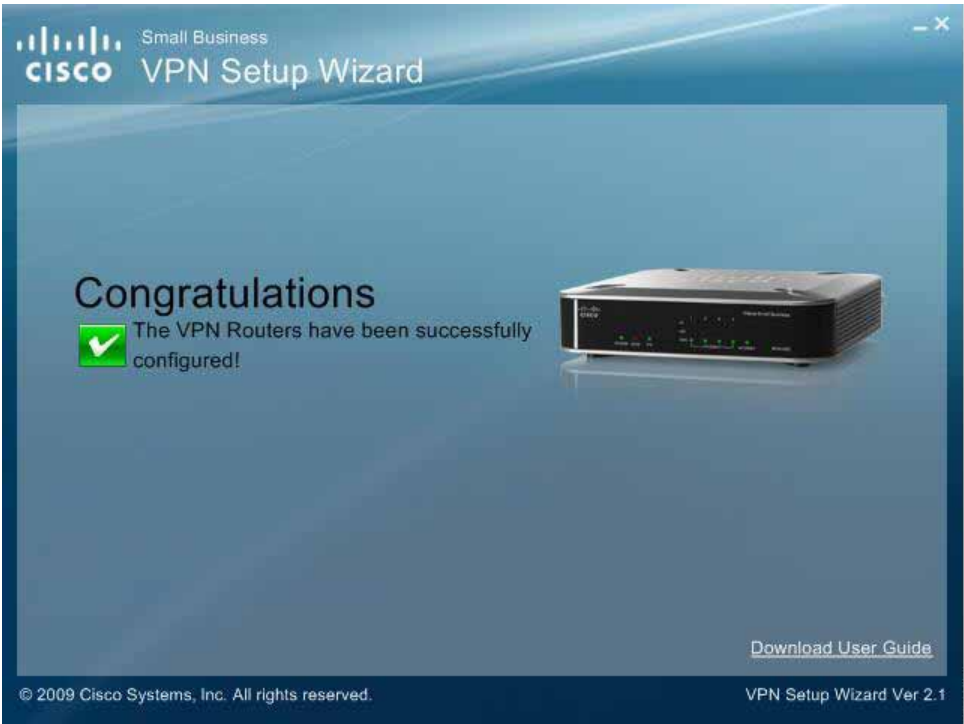 Small Business
CISCO
VPN Setup Wizard
Congratulations
The VPN Routers have been successfully
configured!
Download User Guide
© 2009 Cisco Systems, Inc. All rights reserved.
VPN Setup Wizard Ver 2.1